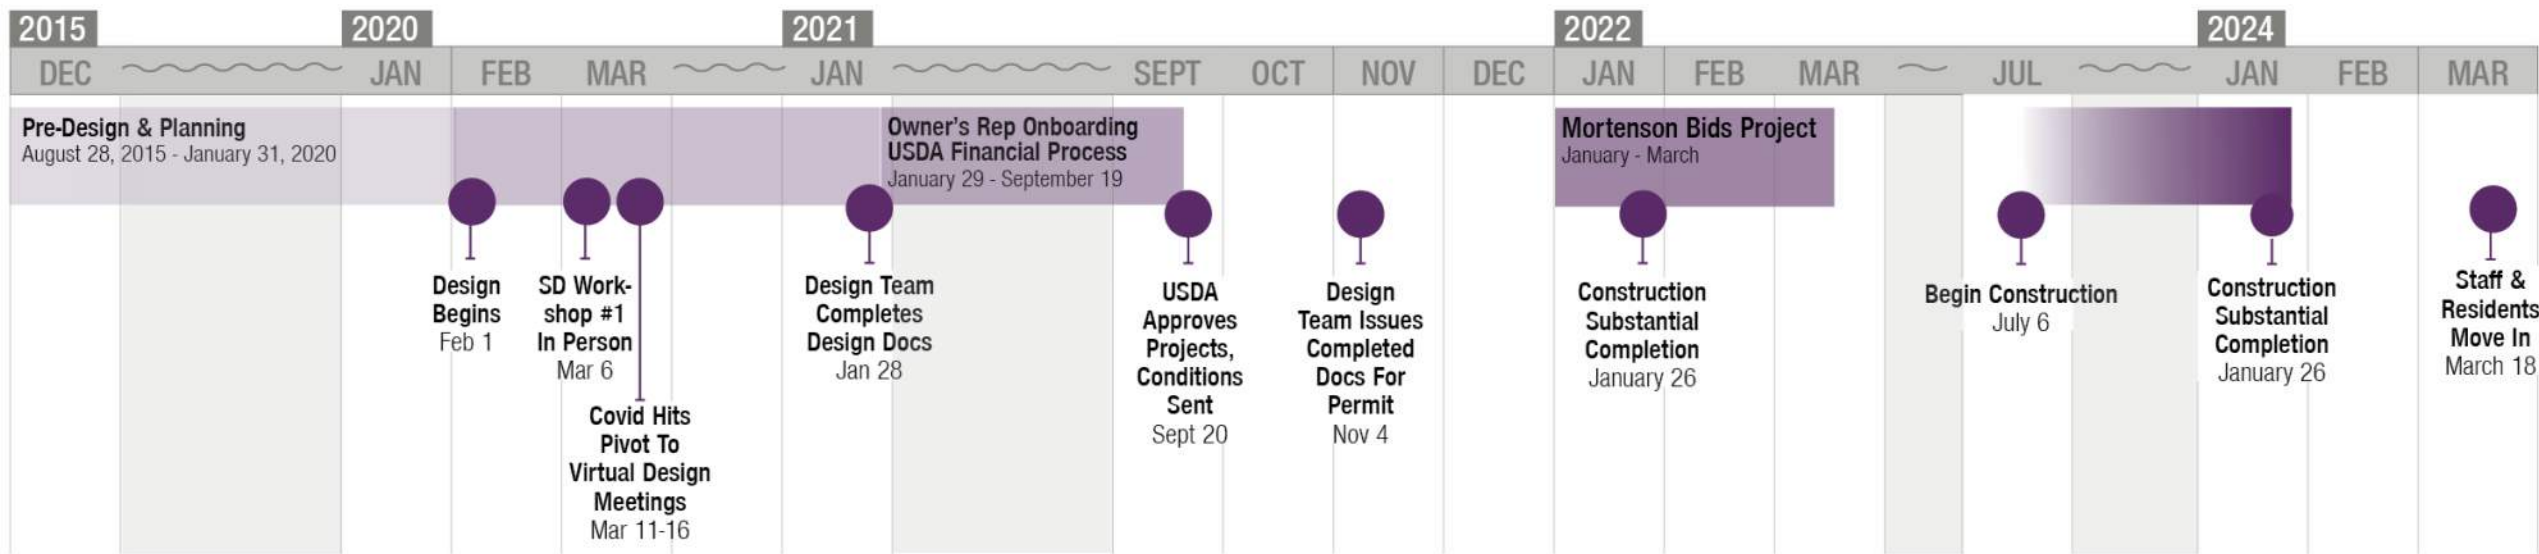 2015
2020
2021
2022
2024
DEC
JAN
FEB
MAR
JAN
SEPT
OCT
NOV
DEC
JAN
FEB
MAR
JUL
JAN
FEB
MAR
Pre-Design & Planning
August 28, 2015 - January 31, 2020
Owner's Rep Onboarding
USDA Financial Process
January 29 - September 19
Mortenson Bids Project
January - March
Design
Begins
Feb 1
SD Work-
shop #1
In Person
Mar 6
Covid Hits
Pivot To
Virtual Design
Meetings
Mar 11-16
Design Team
Completes
Design Docs
Jan 28
USDA
Approves
Projects,
Conditions
Sent
Sept 20
Design
Team Issues
Completed
Docs For
Permit
Nov 4
Construction
Substantial
Completion
January 26
Begin Construction
July 6
Construction
Substantial
Completion
January 26
Staff &
Residents
Move In
March 18